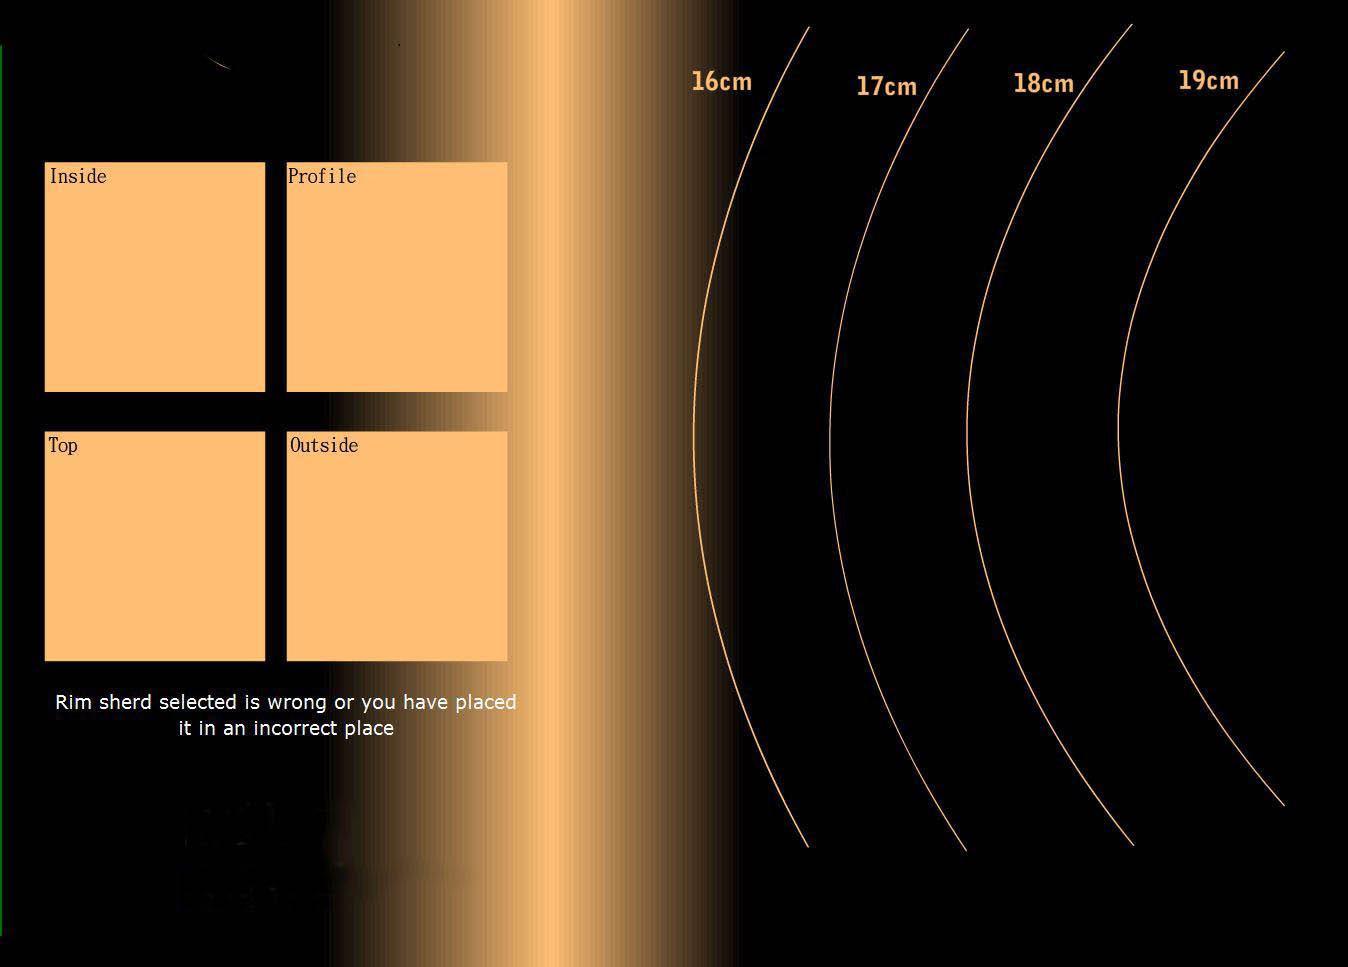 16cm
17cm
18cm
19cm
Inside
Profile
Top
Outside
Rim sherd selected is wrong or you have placed
it in an incorrect place